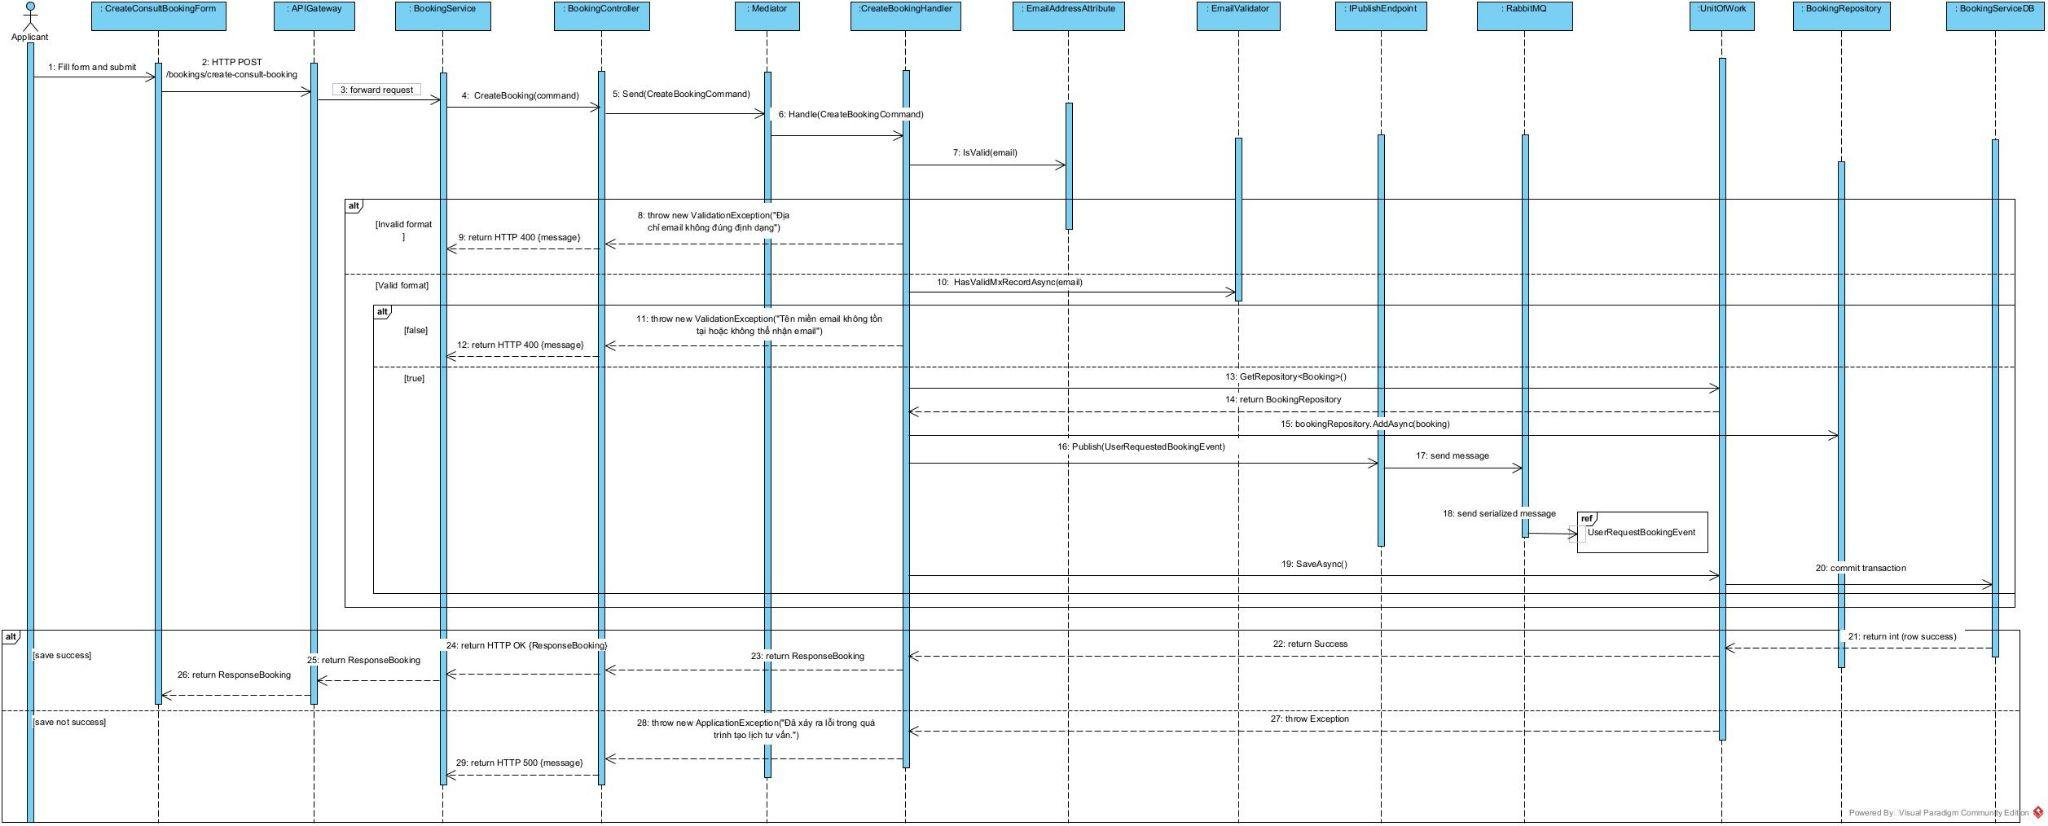 : CreateConsultBookingForm
: APIGateway
: BookingService
: BookingController
: Mediator
:CreateBookingHandler
: EmailAddressAttribute
: EmailValidator
: IPublishEndpoint
: RabbitMQ
:UnitOfWork
: BookingRepository
: BookingServiceDB
Applicant
1: Fill form and submit
2: HTTP POST
/bookings/create-consult-booking
3: forward request
4: CreateBooking(command)
5: Send(CreateBookingCommand)
6: Handle(CreateBookingCommand)
7: IsValid(email)
alt
[Invalid format
]
8: throw new ValidationException("Địa
chỉ email không đúng định dạng")
9: return HTTP 400 {message}
[Valid format]
10: HasValidMxRecordAsync(email)
alt
[false]
11: throw new ValidationException("Tên miền email không tồn
tại hoặc không thể nhận email")
12: return HTTP 400 {message}
[true]
13: GetRepository<Booking>()
14: return BookingRepository
15: bookingRepository.AddAsync(booking)
16: Publish(UserRequestedBookingEvent)
17: send message
18: send serialized message
ref
UserRequestBookingEvent
19: SaveAsync()
20: commit transaction
alt
[save success]
21: return int (row success)
22: return Success
23: return ResponseBooking
24: return HTTP OK {ResponseBooking}
25: return ResponseBooking
26: return ResponseBooking
[save not success]
27: throw Exception
28: throw new ApplicationException("Đã xảy ra lỗi trong quá
trình tạo lịch tư vấn.")
29: return HTTP 500 {message}
Powered By: Visual Paradigm Community Edition